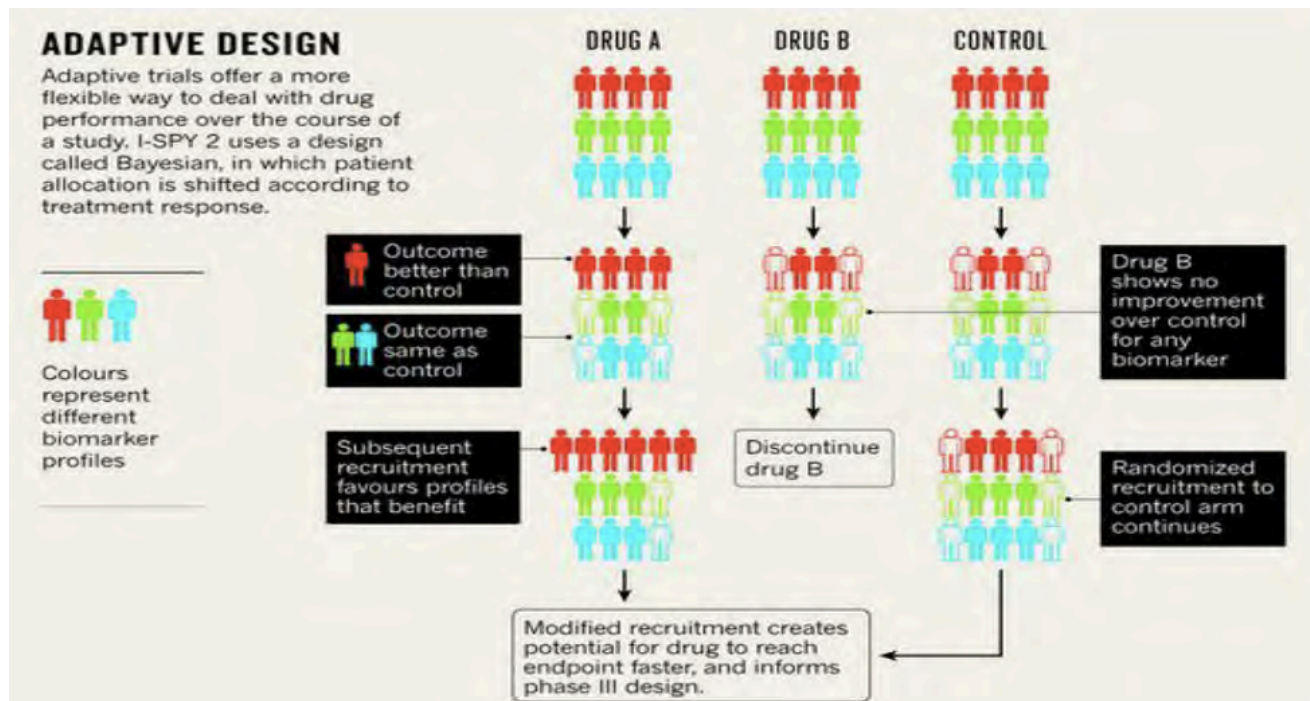 ADAPTIVE DESIGN
Adaptive trials offer a more
flexible way to deal with drug
performance over the course of
a study, I-SPY 2 uses a design
called Bayesian, in which patient
allocation is shifted according to
treatment response.
Colours
represent
different
biomarker
profiles
DRUG A
DRUG B
CONTROL
Outcome
better than
control
Outcome
same as
control
Drug B
shows no
improvement
over control
for any
biomarker
Subsequent
recruitment
favours profiles
that benefit
Discontinue
drug B
Randomized
recruitment to
control arm
continues
Modified recruitment creates
potential for drug to reach
endpoint faster, and informs
phase III design.